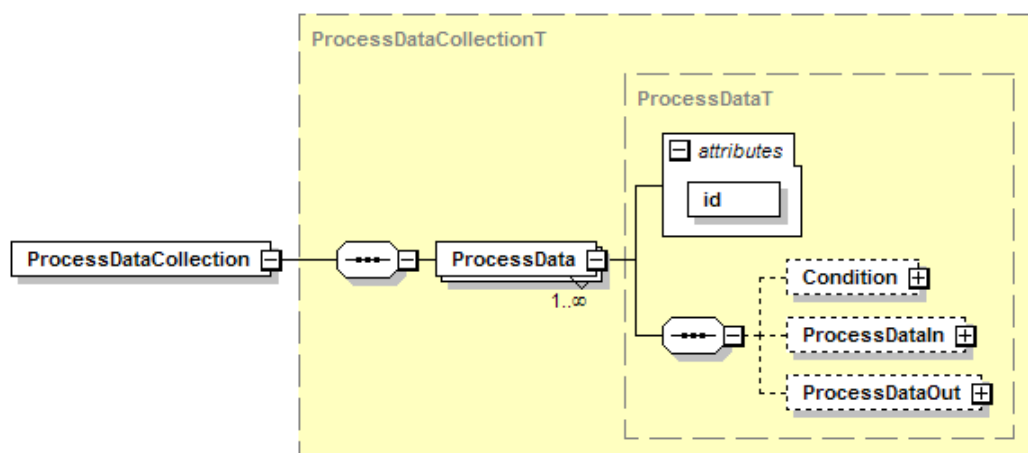 ProcessDataCollectionT
ProcessDataT
attributes
id
ProcessDataCollection
ProcessData
1..∞
Condition
ProcessDataIn
ProcessDataOut